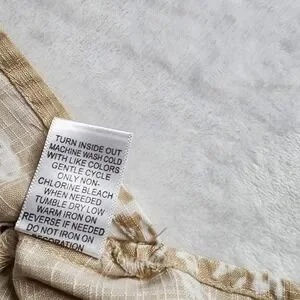 TURN INSIDE OUT
MACHINE WASH COLD
WITH LIKE COLORS
GENTLE CYCLE
ONLY NON-
CHLORINE BLEACH
WHEN NEEDED
TUMBLE DRY LOW
WARM IRON ON
REVERSE IF NEEDED
DO NOT IRON ON
DECORATION